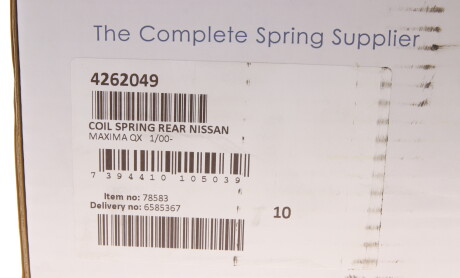 The Complete Spring Supplier
4262049
COIL SPRING REAR NISSAN
MAXIMA QX 1/00-
7 394410 105039
Item no: 78583
Delivery no: 6585367
10